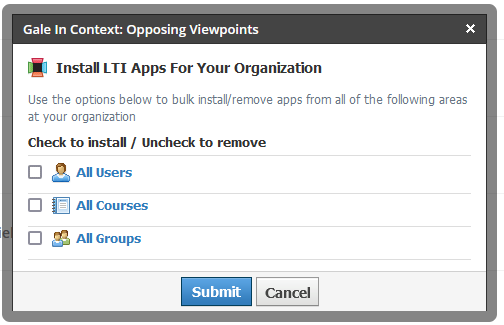 Gale In Context: Opposing Viewpoints ×
Install LTI Apps For Your Organization
Use the options below to bulk install/remove apps from all of the following areas
at your organization
Check to install / Uncheck to remove
All Users
All Courses
All Groups
Submit Cancel